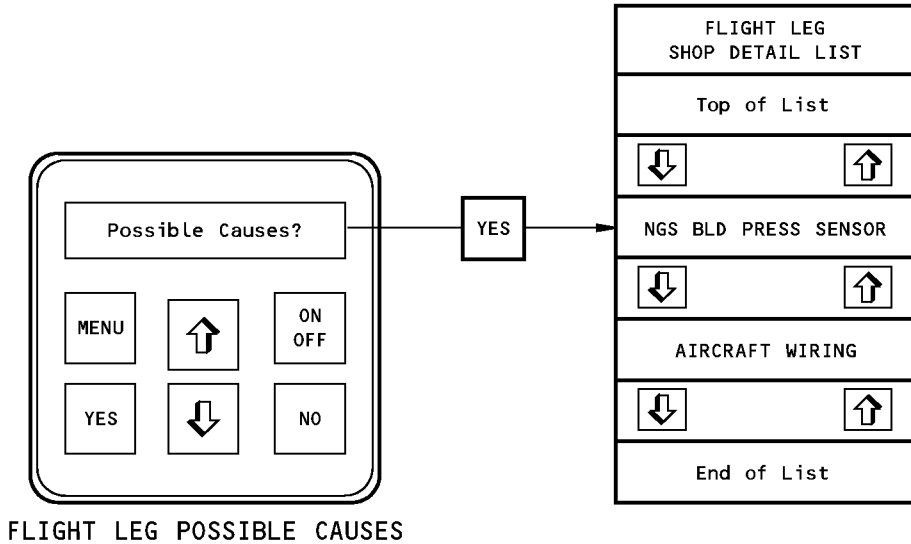 FLIGHT LEG
SHOP DETAIL LIST
Top of List
Possible Causes?
YES
NGS BLD PRESS SENSOR
MENU
ON
OFF
AIRCRAFT WIRING
YES
NO
End of List
FLIGHT LEG POSSIBLE CAUSES